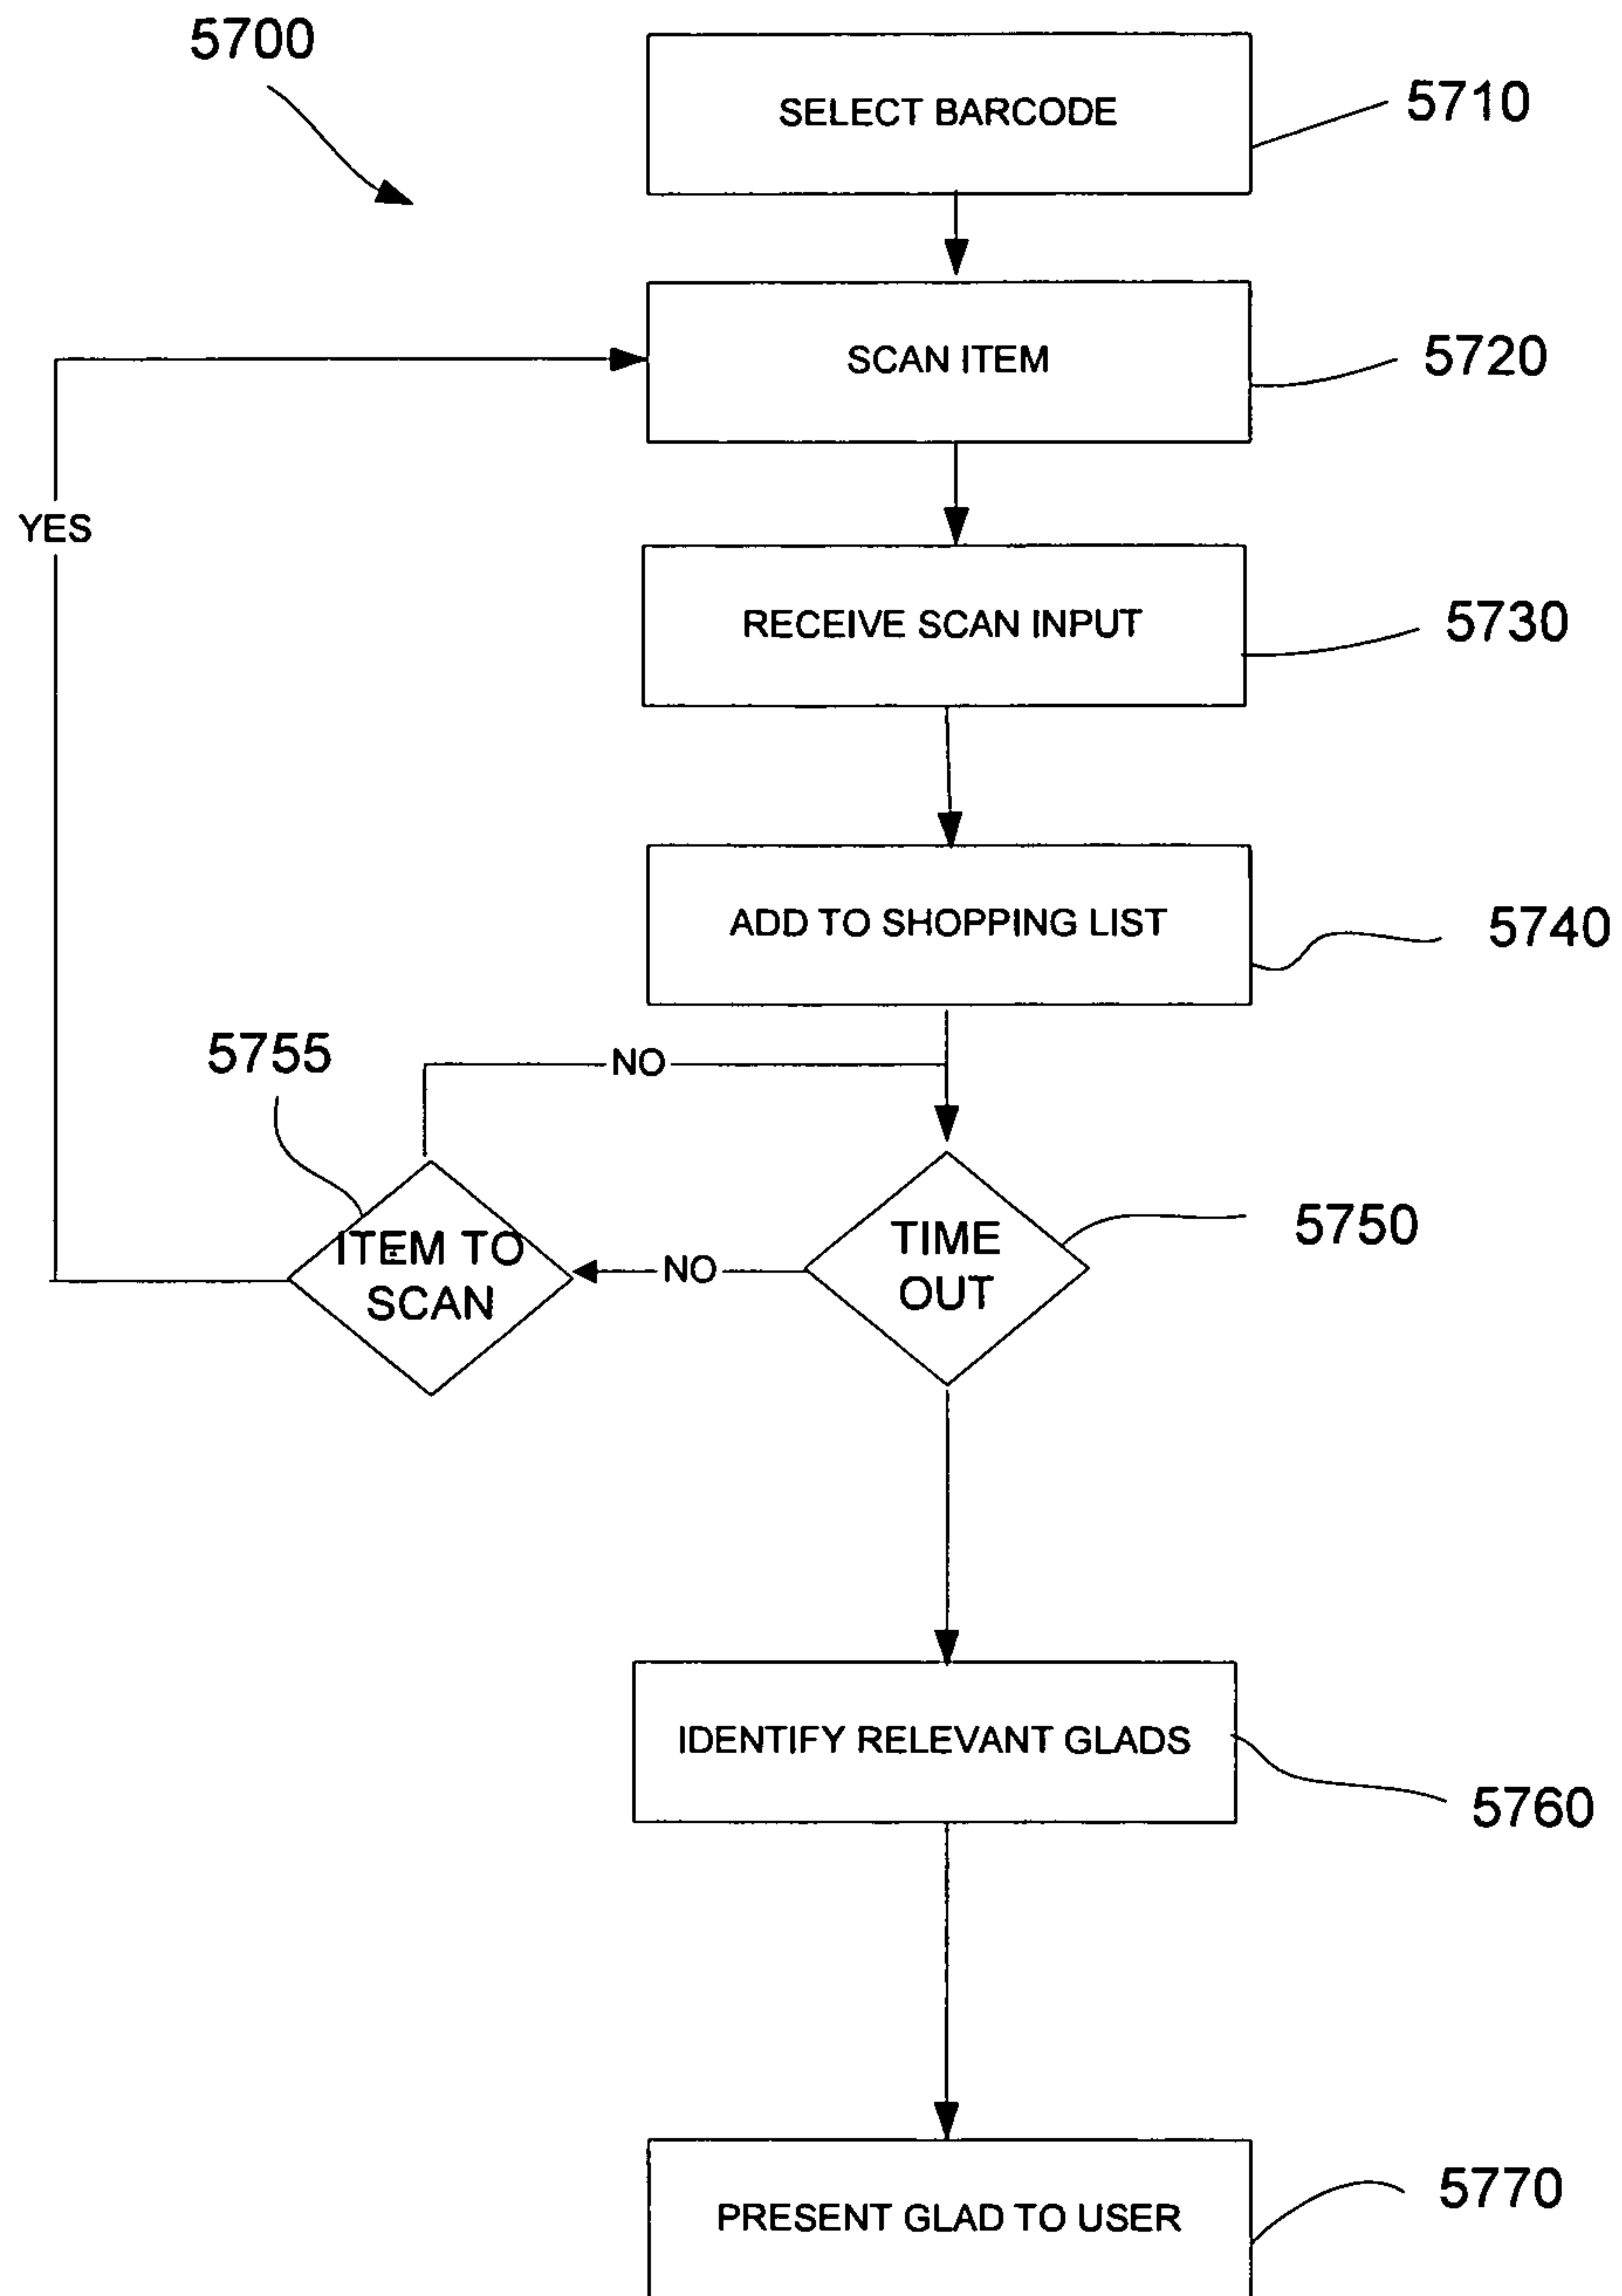 5700
SELECT BARCODE
5710
SCAN ITEM
5720
YES
RECEIVE SCAN INPUT
5730
ADD TO SHOPPING LIST
5740
5755
NO
ITEM TO
SCAN
NO
TIME
OUT
5750
IDENTIFY RELEVANT GLADS
5760
PRESENT GLAD TO USER
5770